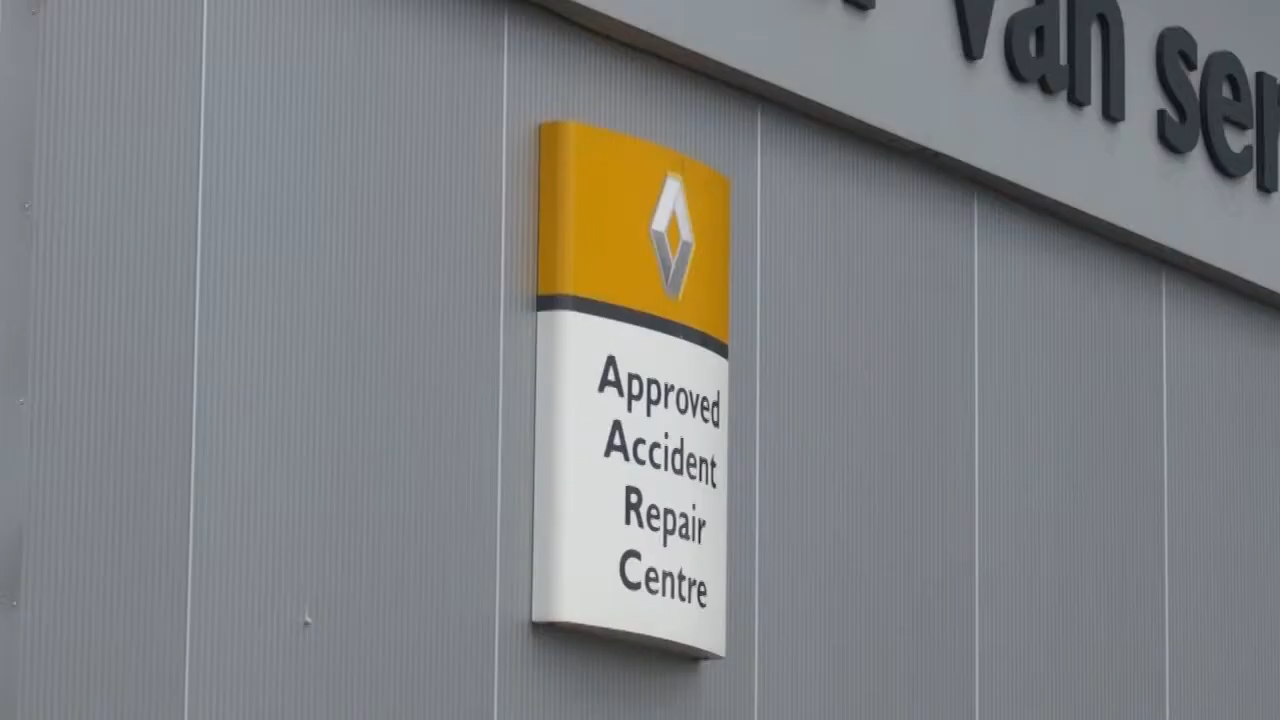 van
Approved
Accident
Repair
Centre